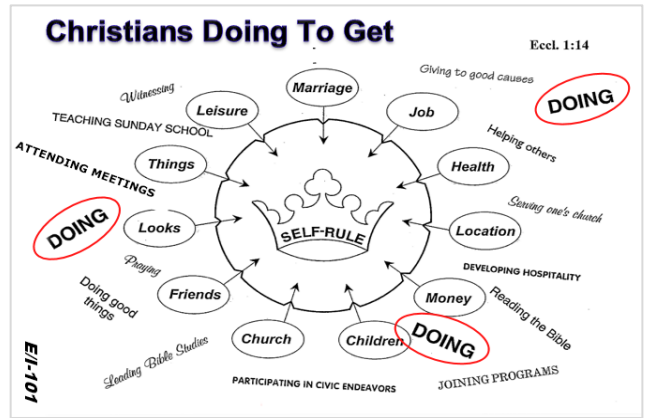 Christians Doing To Get
Eccl. 1:14
Marriage
Giving to good causes
DOING
Witnessing
Leisure
Job
TEACHING SUNDAY SCHOOL
Helping others
ATTENDING MEETINGS
Things
Health
Serving one's church
DOING
Looks
SELF-RULE
Location
Praying
DEVELOPING HOSPITALITY
Doing good
things
Friends
Money
Reading the Bible
Church
Children
DOING
Leading Bible Studies
E/I-101
PARTICIPATING IN CIVIC ENDEAVORS
JOINING PROGRAMS